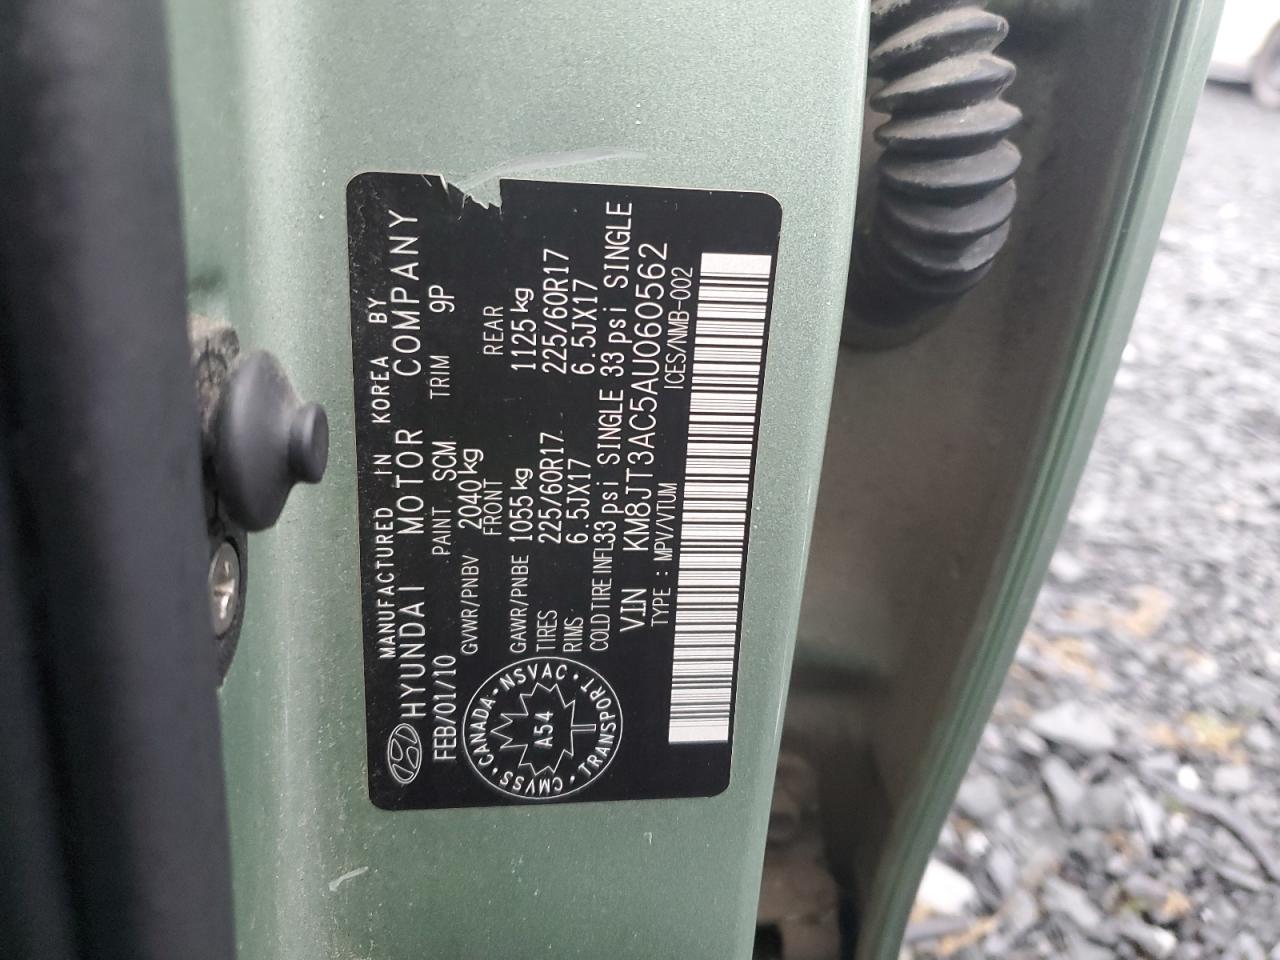 MANUFACTURED IN KOREA BY
HYUNDAI MOTOR COMPANY
FEB/01/10 PAINT SCM TRIM 9P
GVWR/PNBV 2040kg
FRONT REAR
GAWR/PNBE 1055kg 1125kg
TIRES 225/60R17 225/60R17
RIMS 6.5JX17 6.5JX17
COLD TIRE INFL 33 psi SINGLE 33 psi SINGLE
VIN KM8JTT3AC5AU060562
TYPE : MPV/VTUM ICES/NMB-002
CANADA · NSVAC · TRANSPORT · CMVSS ·
A54